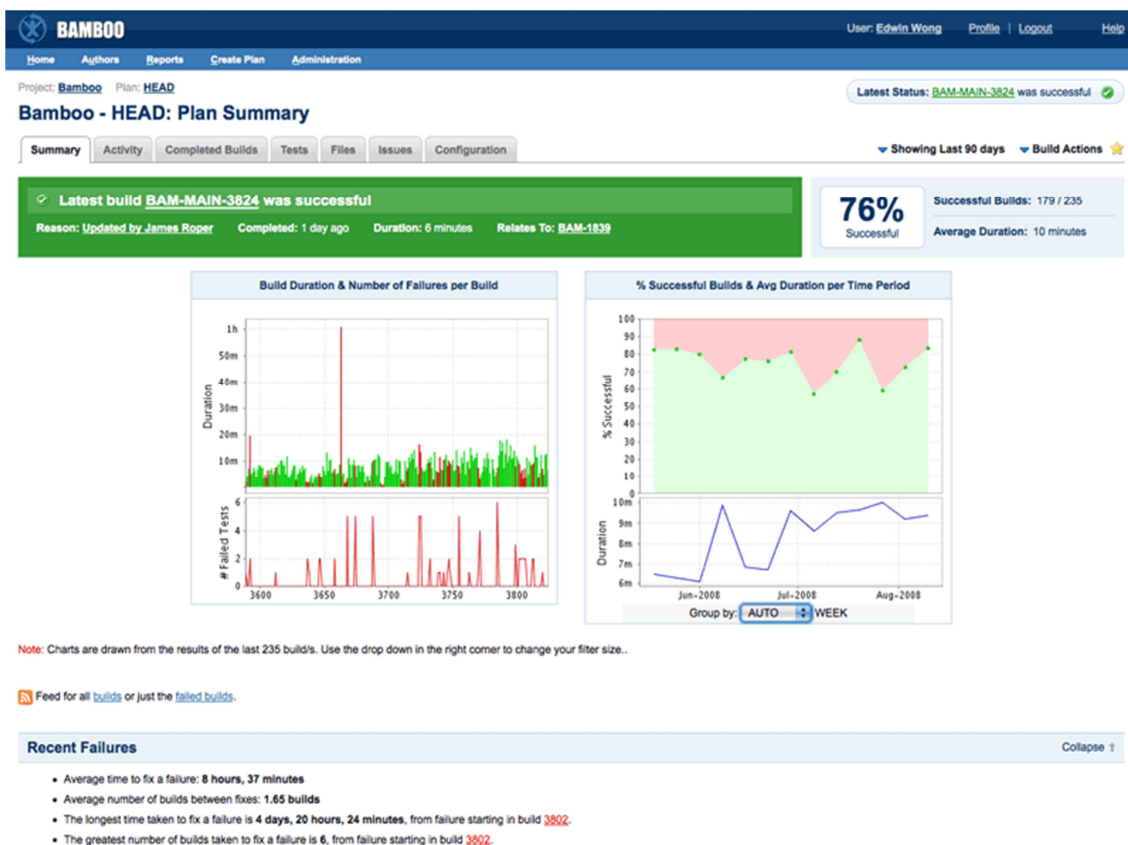 BAMBOO
User: Edwin Wong Profile | Logout Help
Home Authors Reports Create Plan Administration
Project: Bamboo Plan: HEAD
Latest Status: BAM-MAIN-3824 was successful
Bamboo - HEAD: Plan Summary
Summary Activity Completed Builds Tests Files Issues Configuration
Showing Last 90 days Build Actions
Latest build BAM-MAIN-3824 was successful
Reason: Updated by James Roper Completed: 1 day ago Duration: 6 minutes Relates To: BAM-1839
76%
Successful
Successful Builds: 179 / 235
Average Duration: 10 minutes
Build Duration & Number of Failures per Build
1h
50m
40m
30m
20m
10m
Duration
6
4
2
0
# Failed Tests
3600 3650 3700 3750 3800
% Successful Builds & Avg Duration per Time Period
100
90
80
70
60
50
40
30
20
10
0
% Successful
10m
9m
8m
7m
6m
Duration
Jun-2008 Jul-2008 Aug-2008
Group by: AUTO WEEK
Note: Charts are drawn from the results of the last 235 build/s. Use the drop down in the right corner to change your filter size..
Feed for all builds or just the failed builds.
Recent Failures
Collapse
• Average time to fix a failure: 8 hours, 37 minutes
• Average number of builds between fixes: 1.65 builds
• The longest time taken to fix a failure is 4 days, 20 hours, 24 minutes, from failure starting in build 3802.
• The greatest number of builds taken to fix a failure is 6, from failure starting in build 3802.